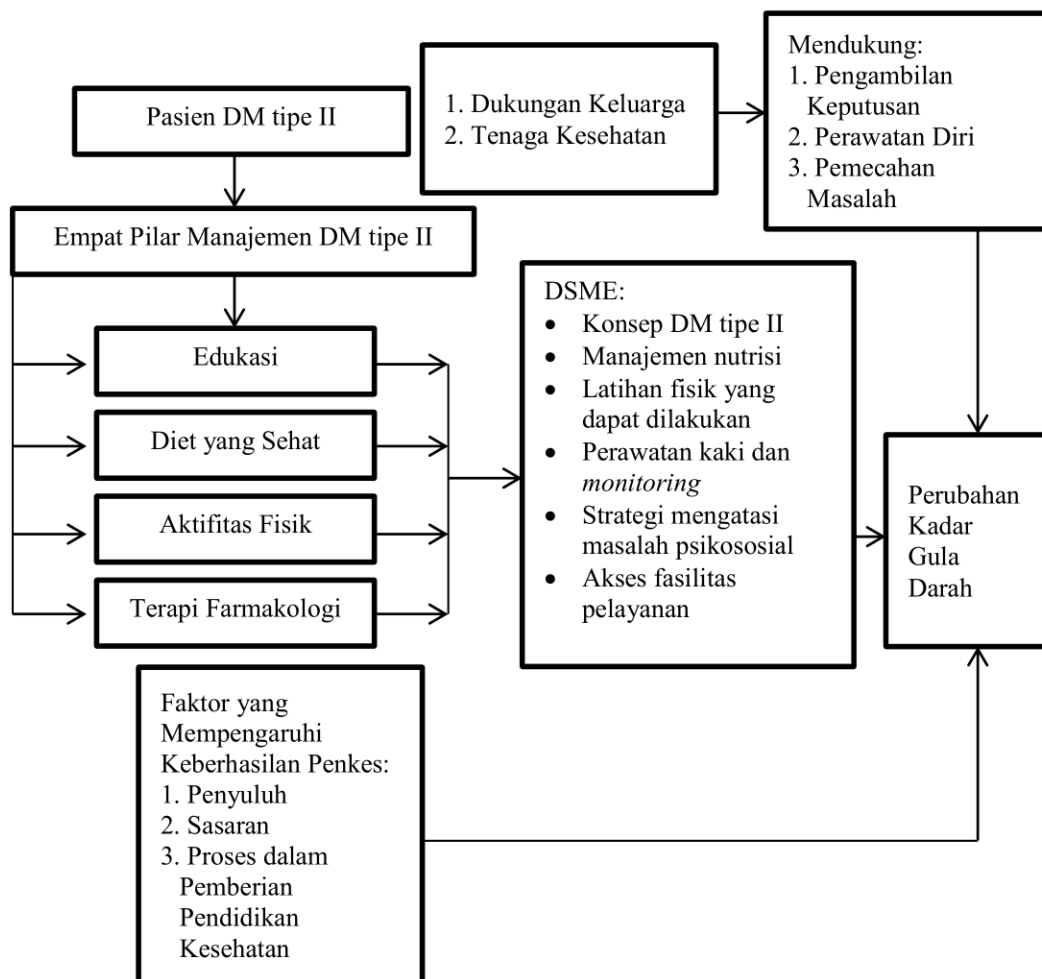 Pasien DM tipe II
Empat Pilar Manajemen DM tipe II
Edukasi
Diet yang Sehat
Aktifitas Fisik
Terapi Farmakologi
1. Dukungan Keluarga
2. Tenaga Kesehatan
Mendukung:
1. Pengambilan
Keputusan
2. Perawatan Diri
3. Pemecahan
Masalah
DSME:
• Konsep DM tipe II
• Manajemen nutrisi
• Latihan fisik yang
dapat dilakukan
• Perawatan kaki dan
monitoring
• Strategi mengatasi
masalah psikososial
• Akses fasilitas
pelayanan
Perubahan
Kadar
Gula
Darah
Faktor yang
Mempengaruhi
Keberhasilan Penkes:
1. Penyuluh
2. Sasaran
3. Proses dalam
Pemberian
Pendidikan
Kesehatan